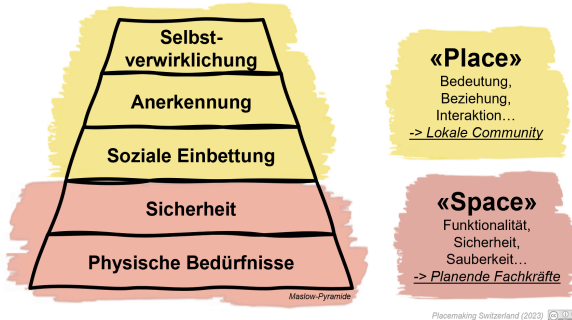 Selbst-
verwirklichung
Anerkennung
Soziale Einbettung
Sicherheit
Physische Bedürfnisse
Maslow-Pyramide
«Place»
Bedeutung,
Beziehung,
Interaktion...
-> Lokale Community
«Space»
Funktionalität,
Sicherheit,
Sauberkeit...
-> Planende Fachkräfte
Placemaking Switzerland (2023)